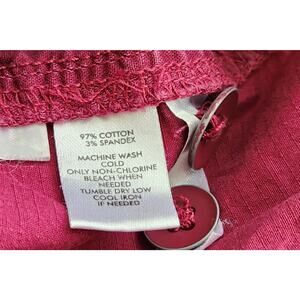 97% COTTON
3% SPANDEX
MACHINE WASH
COLD
ONLY NON-CHLORINE
BLEACH WHEN
NEEDED
TUMBLE DRY LOW
COOL IRON
IF NEEDED